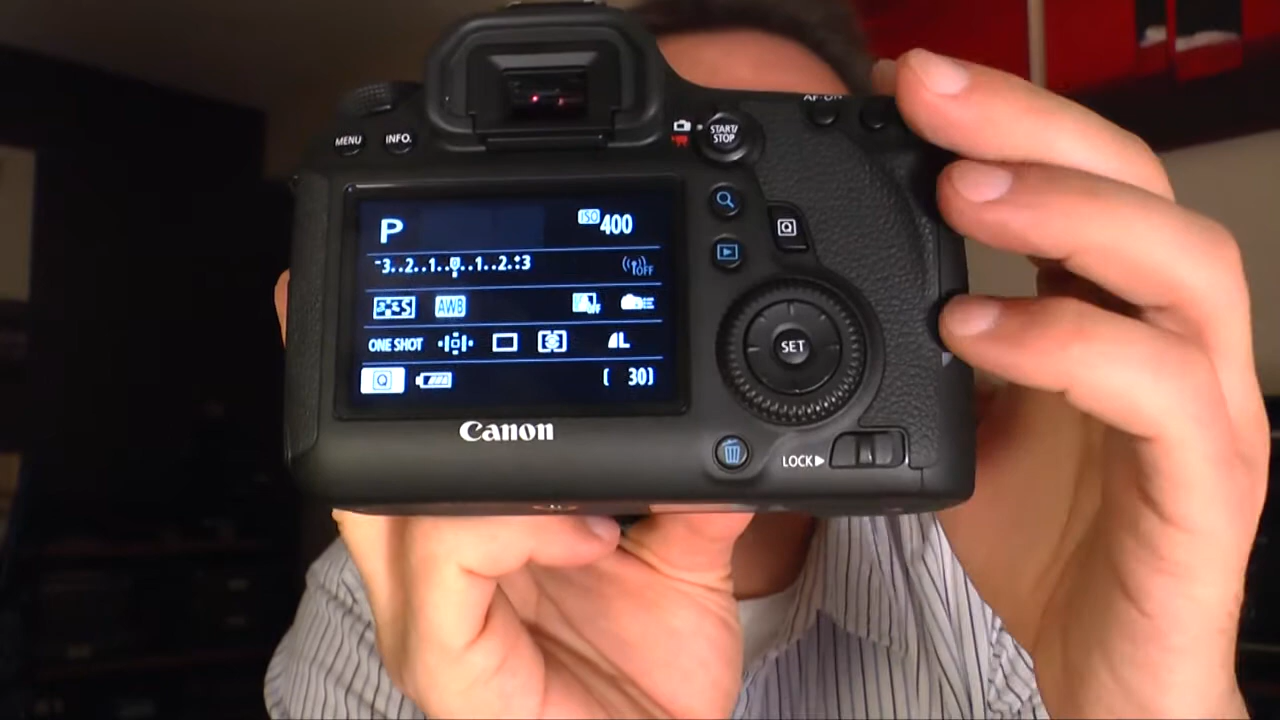 AF-ON
MENU INFO.
START/
STOP
P ISO 400
-3..2..1..0..1..2..+3
OFF
AWB OFF
ONE SHOT L
Q [ 30]
Q
SET
Canon
LOCK▶